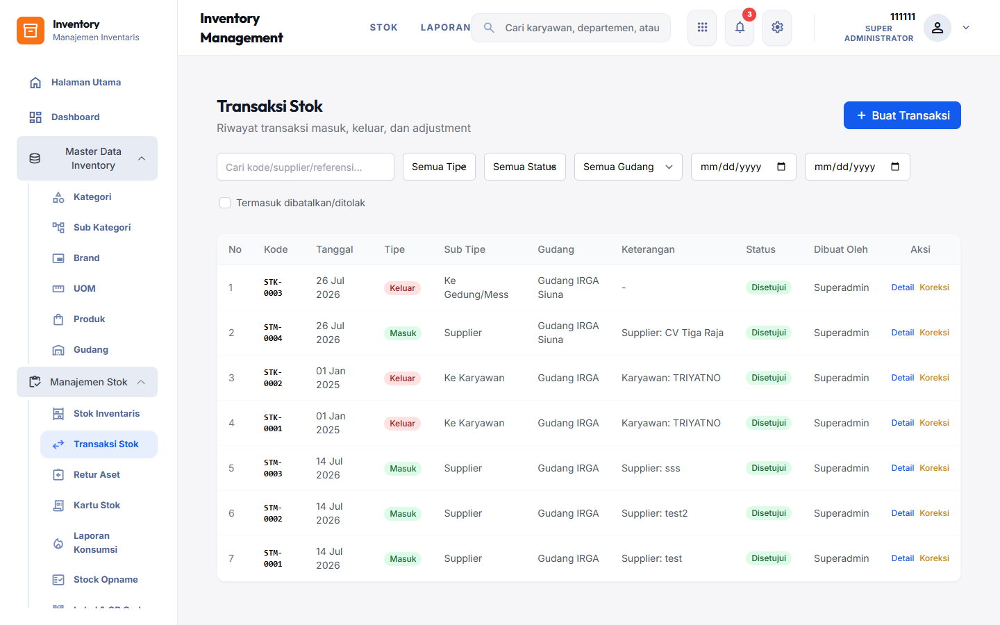 Inventory
Manajemen Inventaris
Halaman Utama
Dashboard
Master Data
Inventory
Kategori
Sub Kategori
Brand
UOM
Produk
Gudang
Manajemen Stok
Stok Inventaris
Transaksi Stok
Retur Aset
Kartu Stok
Laporan
Konsumsi
Stock Opname
Inventory
Management
STOK
LAPORAN
Cari karyawan, departemen, atau
3
111111
SUPER
ADMINISTRATOR
Transaksi Stok
Riwayat transaksi masuk, keluar, dan adjustment
+ Buat Transaksi
Cari kode/supplier/referensi...
Semua Tipe
Semua Status
Semua Gudang
mm/dd/yyyy
mm/dd/yyyy
Termasuk dibatalkan/ditolak
No Kode Tanggal Tipe Sub Tipe Gudang Keterangan Status Dibuat Oleh Aksi
1 STK-0003 26 Jul 2026 Keluar Ke Gedung/Mess Gudang IRGA Siuna - Disetujui Superadmin Detail Koreksi
2 STM-0004 26 Jul 2026 Masuk Supplier Gudang IRGA Siuna Supplier: CV Tiga Raja Disetujui Superadmin Detail Koreksi
3 STK-0002 01 Jan 2025 Keluar Ke Karyawan Gudang IRGA Karyawan: TRIYATNO Disetujui Superadmin Detail Koreksi
4 STK-0001 01 Jan 2025 Keluar Ke Karyawan Gudang IRGA Karyawan: TRIYATNO Disetujui Superadmin Detail Koreksi
5 STM-0003 14 Jul 2026 Masuk Supplier Gudang IRGA Supplier: sss Disetujui Superadmin Detail Koreksi
6 STM-0002 14 Jul 2026 Masuk Supplier Gudang IRGA Supplier: test2 Disetujui Superadmin Detail Koreksi
7 STM-0001 14 Jul 2026 Masuk Supplier Gudang IRGA Supplier: test Disetujui Superadmin Detail Koreksi